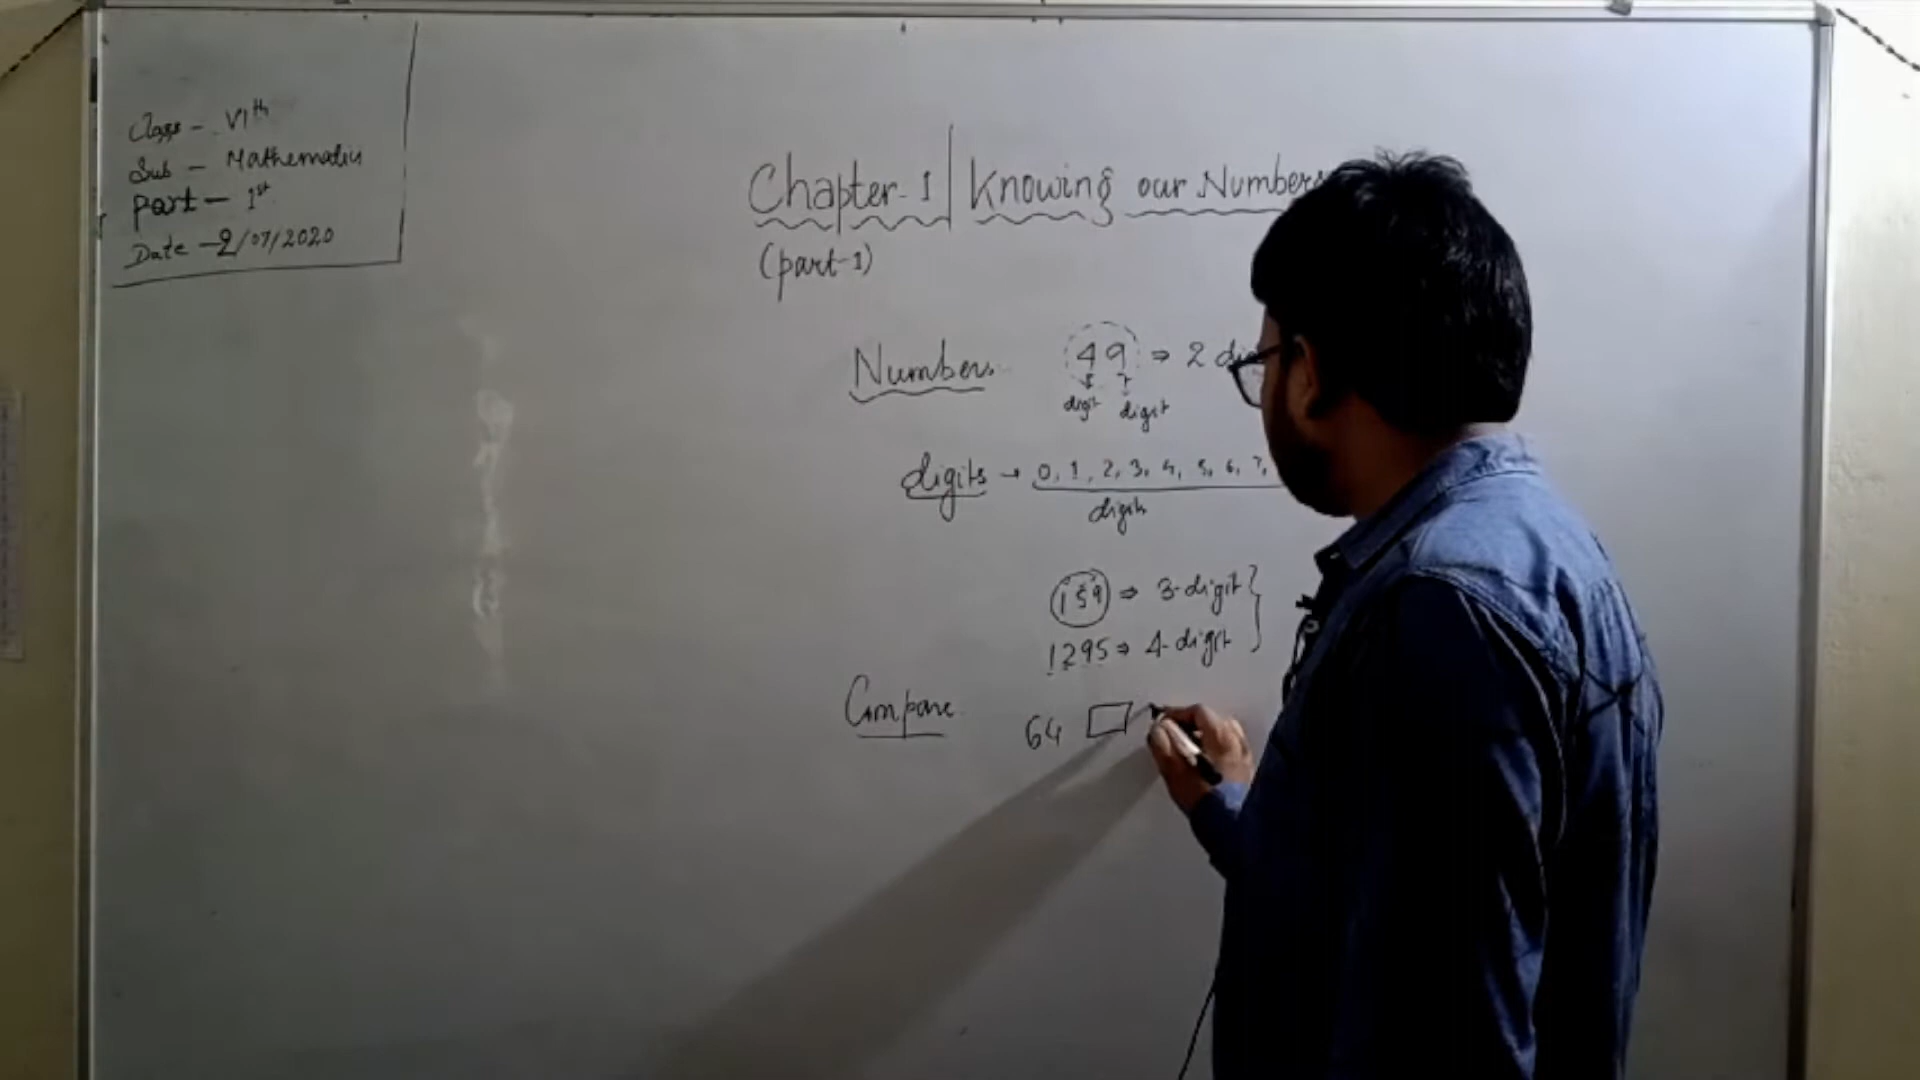 Class - VIth
Sub - Mathematics
Part - 1st
Date - 2/07/2020
Chapter-1 | Knowing our Numbers
(part-1)
Numbers 49 ⇒ 2 di
digit digit
digits → 0, 1, 2, 3, 4, 5, 6, 7,
digits
159 ⇒ 3-digit }
1295 ⇒ 4-digit
Compare 64 □